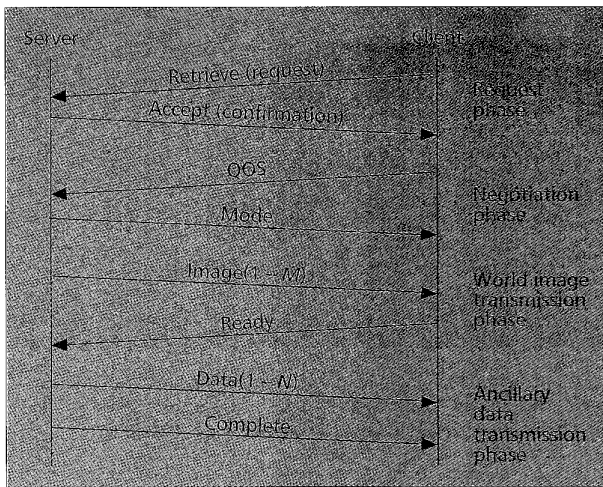 Server
Client
Retrieve (request)
Request
phase
Accept (confirmation)
QOS
Negotiation
phase
Mode
Image(1 – M)
World image
transmission
phase
Ready
Data(1 – N)
Ancillary
data
transmission
phase
Complete